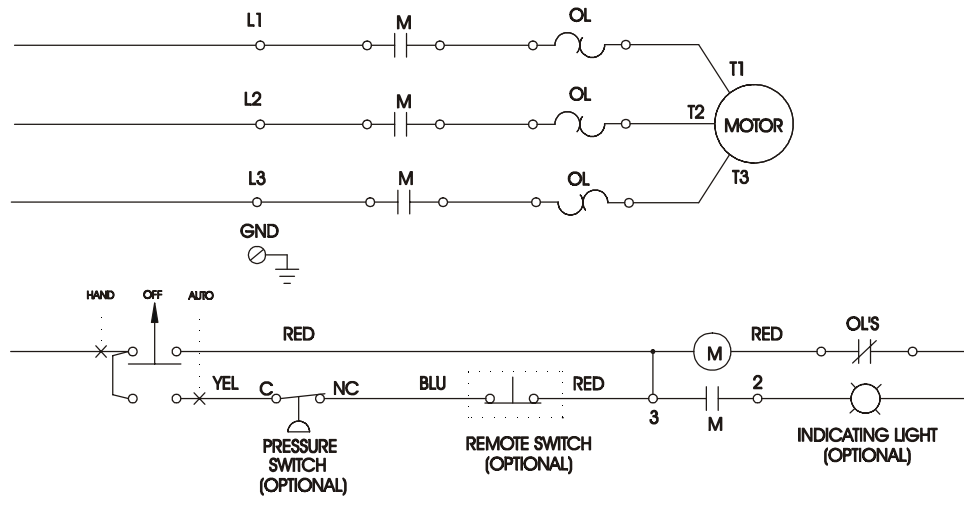 L1
M
OL
T1
L2
M
OL
T2
MOTOR
L3
M
OL
T3
GND
HAND
OFF
AUTO
RED
M
RED
OL'S
YEL
C
NC
BLU
RED
3
M
2
PRESSURE
SWITCH
(OPTIONAL)
REMOTE SWITCH
(OPTIONAL)
INDICATING LIGHT
(OPTIONAL)